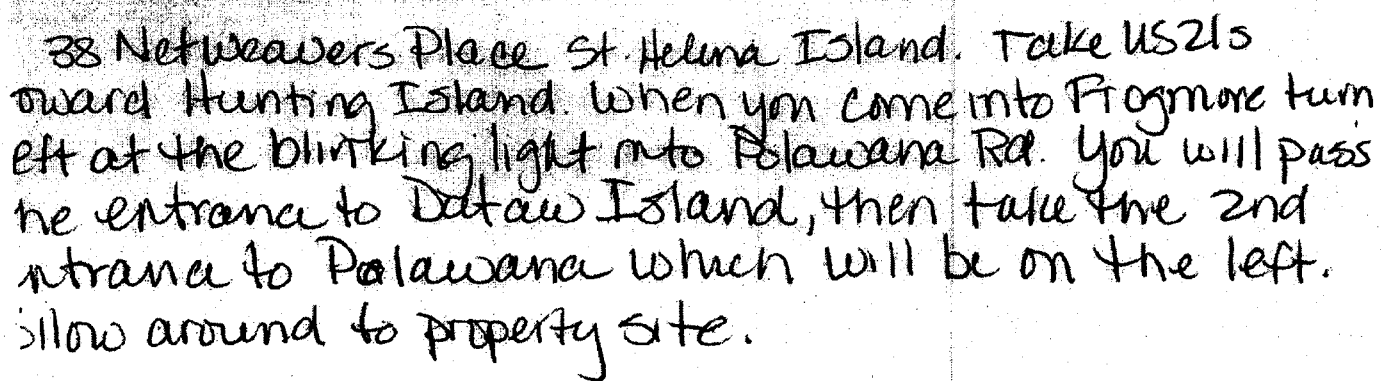 38 Netweavers Place St. Helena Island. Take US21s
oward Hunting Island. When you come into Frogmore turn
eft at the blinking light onto Polawana Rd. You will pass
he entrance to Dataw Island, then take the 2nd
ntrance to Polawana which will be on the left.
ollow around to property site.